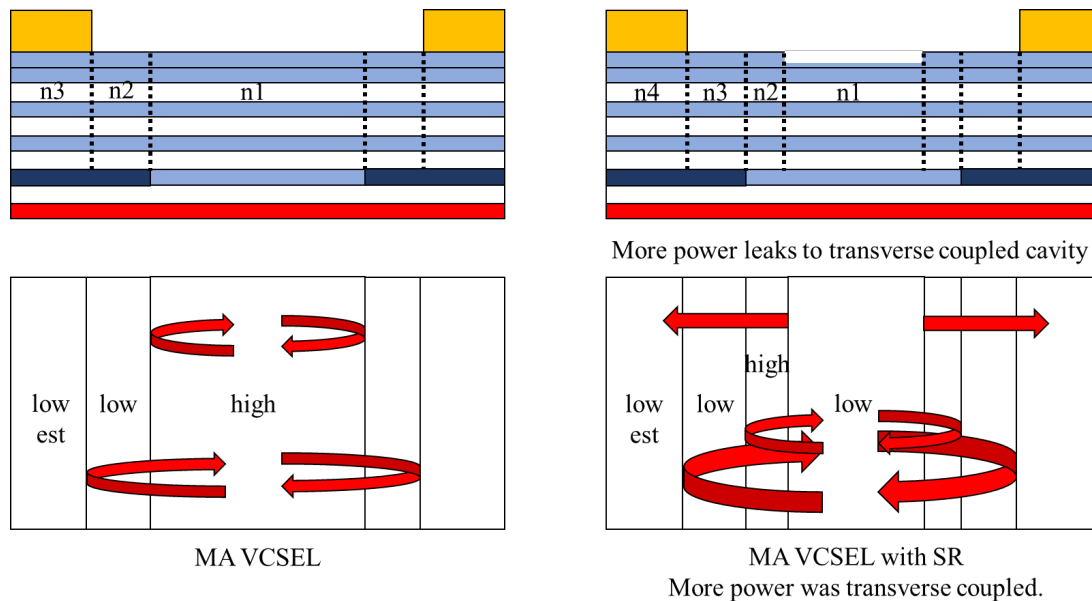 n3 n2 n1
n4 n3 n2 n1
More power leaks to transverse coupled cavity
low
est
low
high
high
low
est
low
low
MA VCSEL
MA VCSEL with SR
More power was transverse coupled.